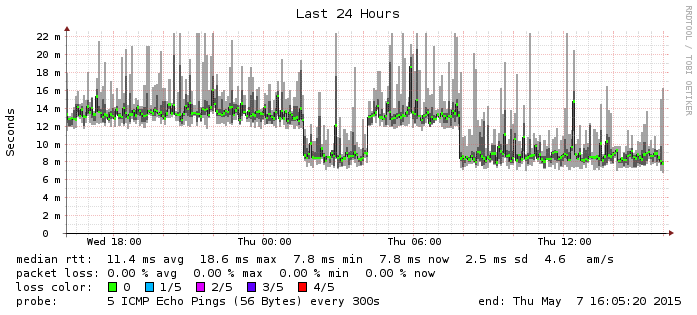 Last 24 Hours
RRDTOOL / TOBI OETIKER
Seconds
22 m
20 m
18 m
16 m
14 m
12 m
10 m
8 m
6 m
4 m
2 m
0
Wed 18:00 Thu 00:00 Thu 06:00 Thu 12:00
median rtt: 11.4 ms avg 18.6 ms max 7.8 ms min 7.8 ms now 2.5 ms sd 4.6 am/s
packet loss: 0.00 % avg 0.00 % max 0.00 % min 0.00 % now
loss color: 0 1/5 2/5 3/5 4/5
probe: 5 ICMP Echo Pings (56 Bytes) every 300s end: Thu May 7 16:05:20 2015